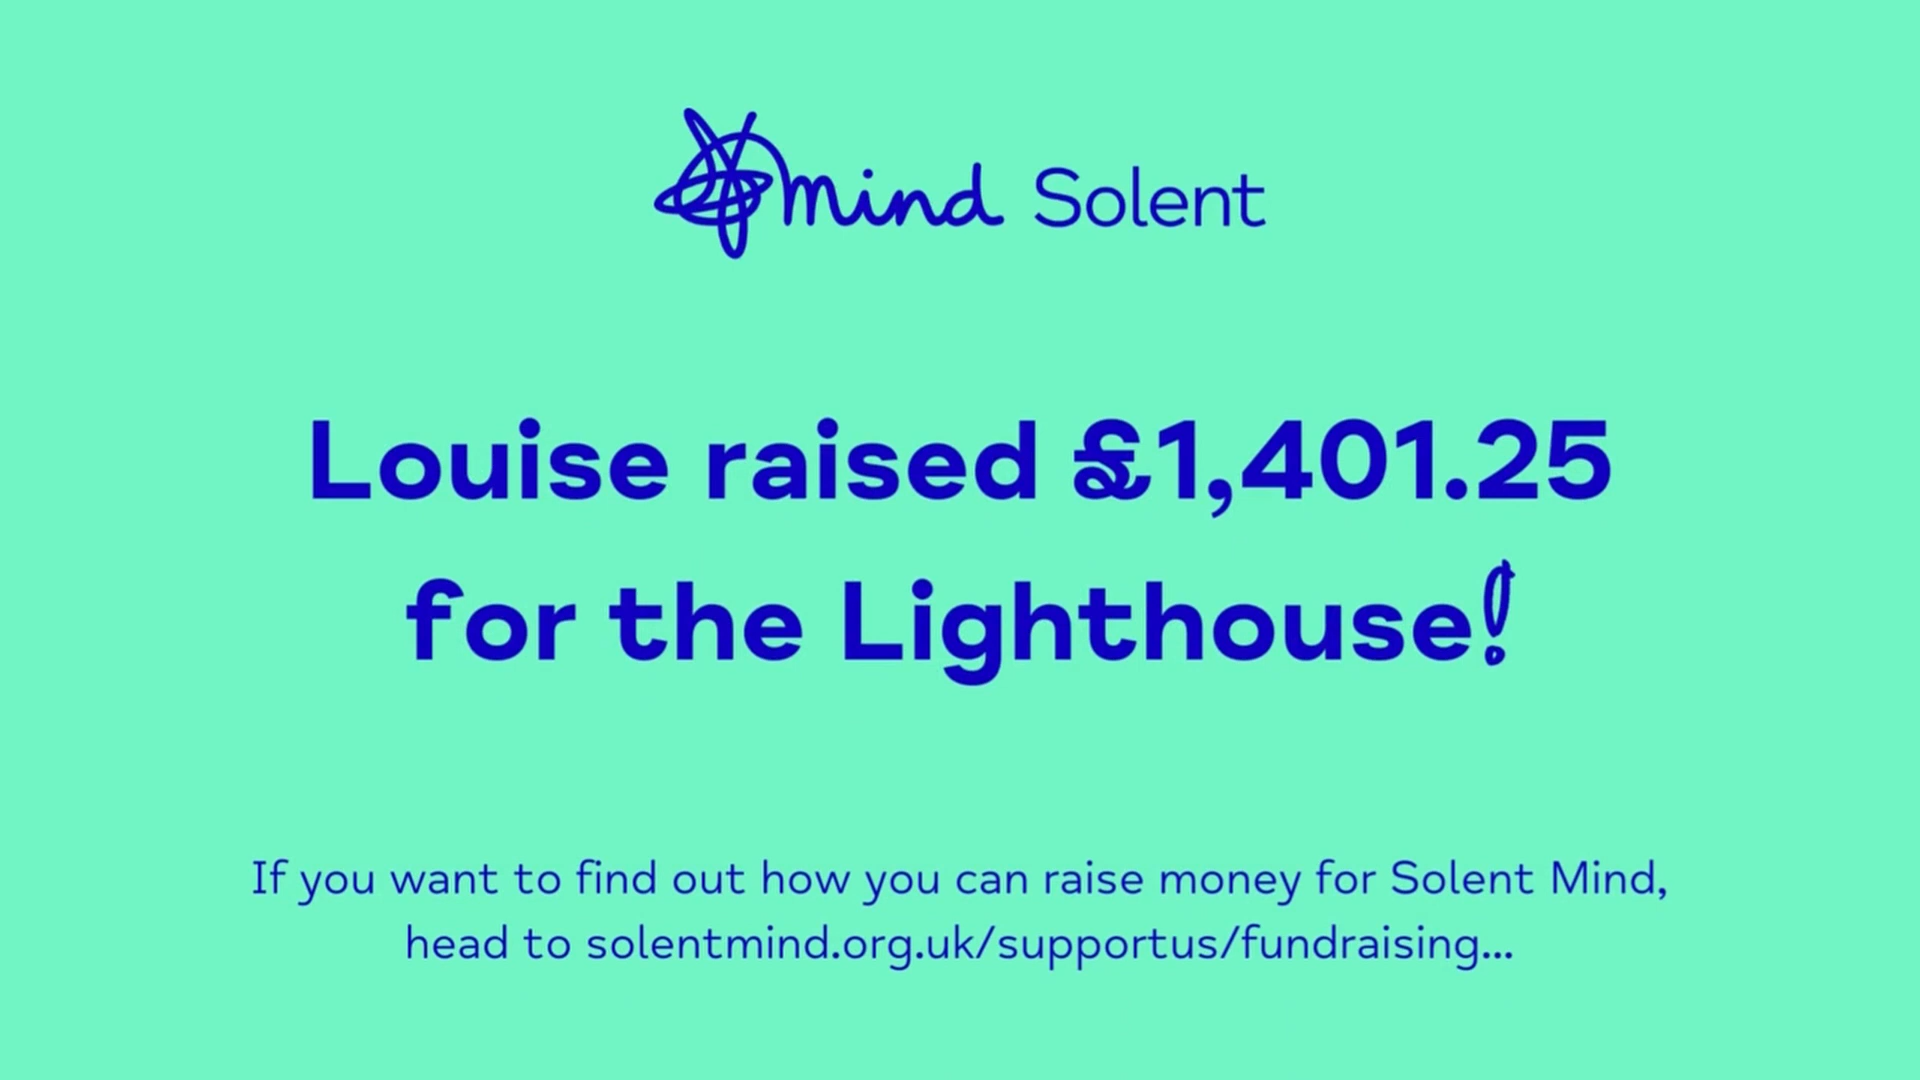 mind Solent
Louise raised £1,401.25
for the Lighthouse!
If you want to find out how you can raise money for Solent Mind,
head to solentmind.org.uk/supportus/fundraising...